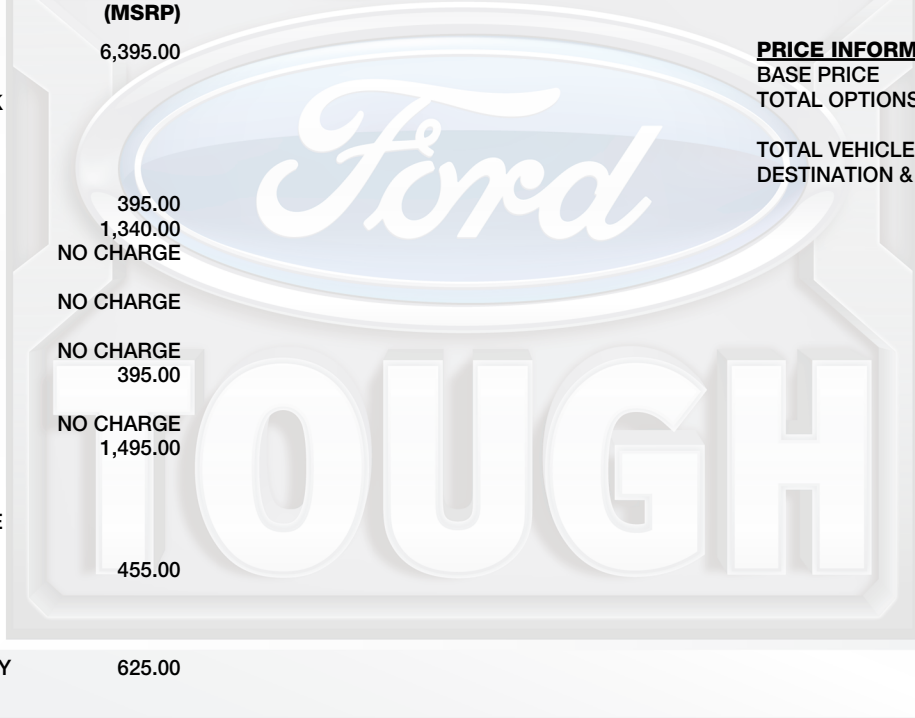 (MSRP)
6,395.00
K
395.00
1,340.00
NO CHARGE
NO CHARGE
NO CHARGE
395.00
NO CHARGE
1,495.00
E
455.00
Y 625.00
PRICE INFORM
BASE PRICE
TOTAL OPTIONS
TOTAL VEHICLE
DESTINATION &
Ford
TOUGH